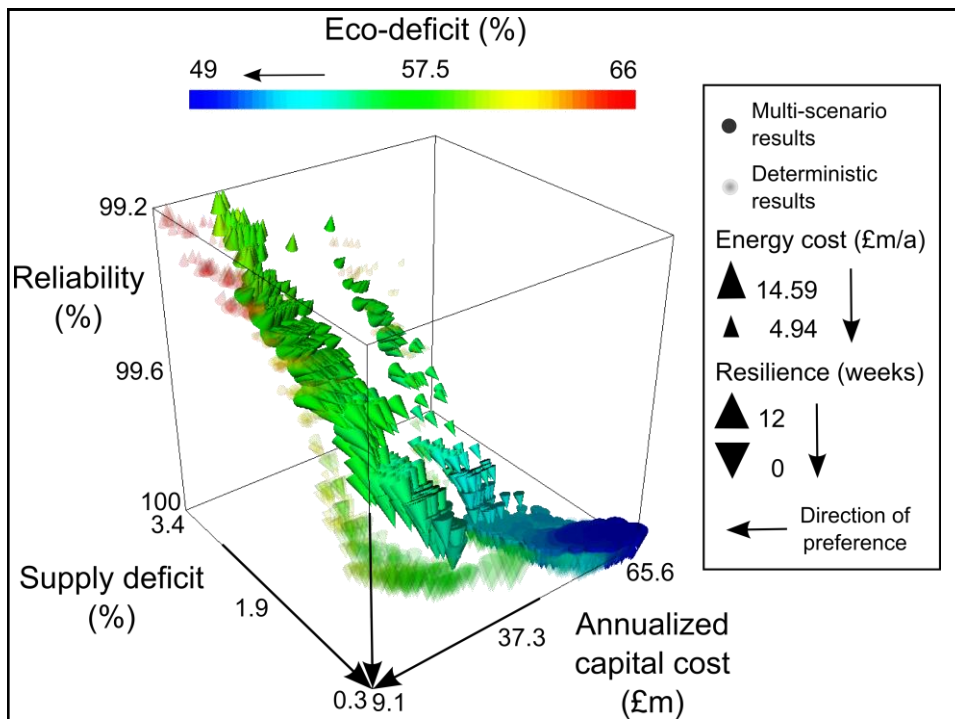 Eco-deficit (%)
49
57.5
66
Multi-scenario
results
Deterministic
results
Energy cost (£m/a)
14.59
4.94
Resilience (weeks)
12
0
Direction of
preference
99.2
Reliability
(%)
99.6
100
3.4
Supply deficit
(%)
1.9
0.3
9.1
37.3
65.6
Annualized
capital cost
(£m)